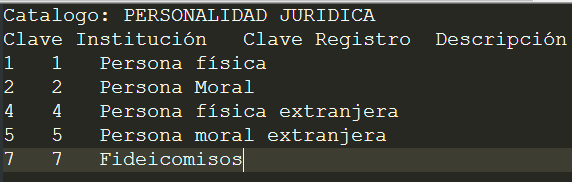 Catalogo: PERSONALIDAD JURIDICA
Clave Institución   Clave Registro  Descripción
1   1   Persona física
2   2   Persona Moral
4   4   Persona física extranjera
5   5   Persona moral extranjera
7   7   Fideicomisos